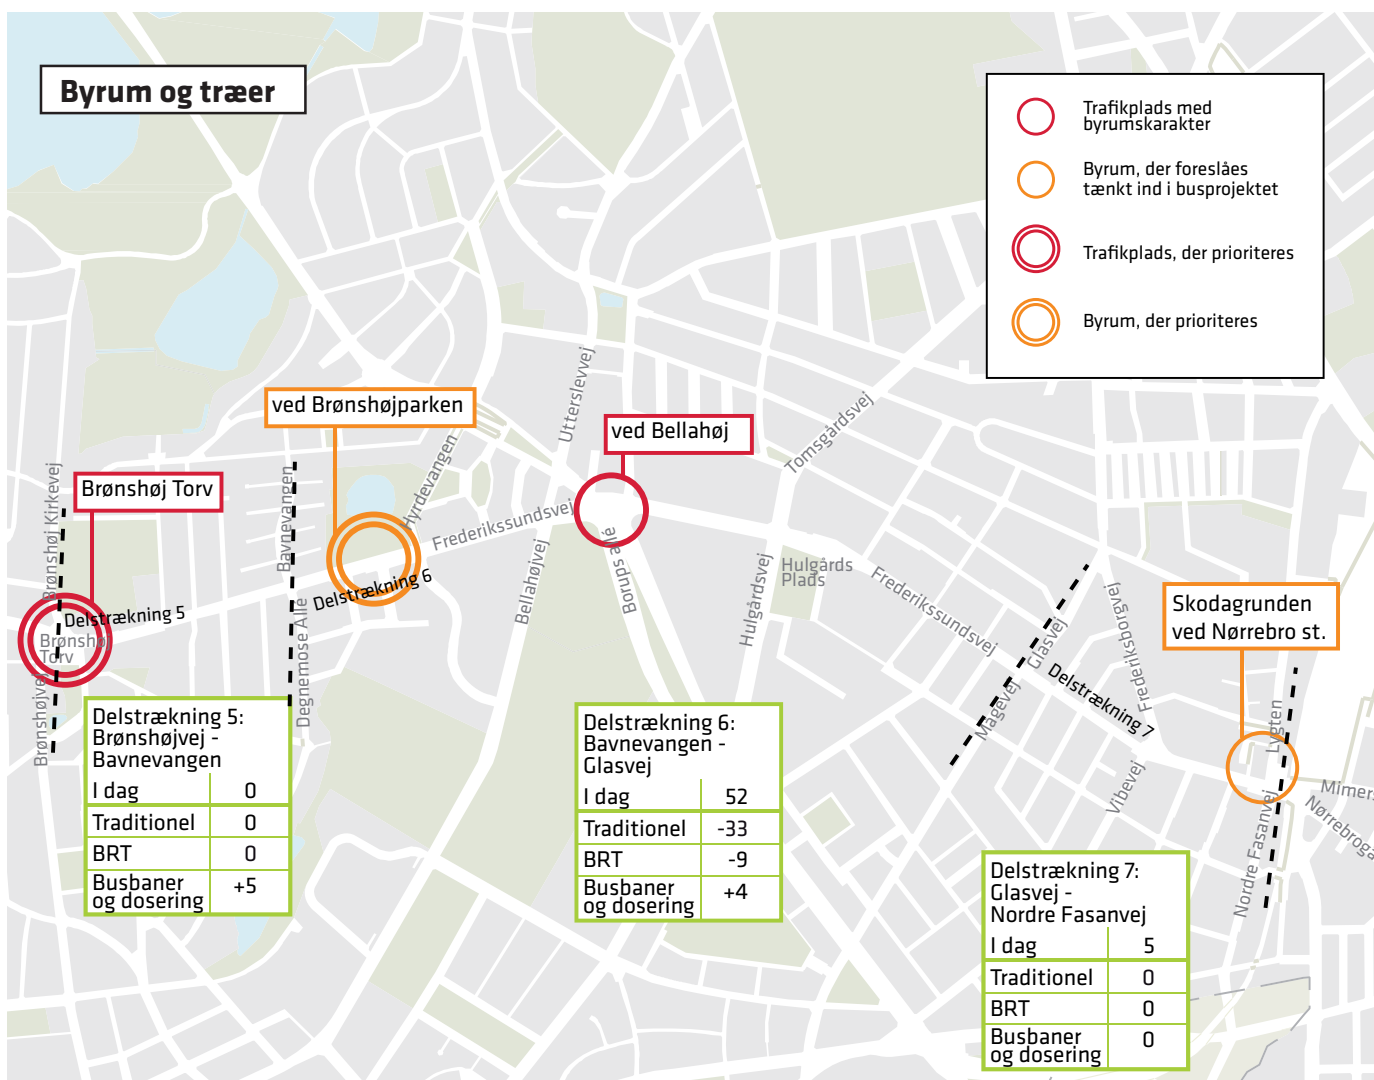 Byrum og træer
Trafikplads med
byrumskarakter
Byrum, der foreslåes
tænkt ind i busprojektet
Trafikplads, der prioriteres
Byrum, der prioriteres
ved Brønshøjparken
ved Bellahøj
Brønshøj Torv
Skodagrunden
ved Nørrebro st.
Utterslevvej
Tomsgårdsvej
Hyrdevangen
Bavnevangen
Brønshøj Kirkevej
Frederikssundsvej
Delstrækning 6
Delstrækning 5
Brønshøj
Torv
Brønshøjvej
Degnemose Alle
Bellahøjvej
Borups allé
Hulgårdsvej
Hulgårds
Plads
Frederikssundsvej
Glasvej
Mågevej
Delstrækning 7
Frederiksborgvej
Vibevej
Lygten
Nordre Fasanvej
Mimers
Nørrebroga
Delstrækning 5:
Brønshøjvej -
Bavnevangen
I dag 0
Traditionel 0
BRT 0
Busbaner
og dosering +5
Delstrækning 6:
Bavnevangen -
Glasvej
I dag 52
Traditionel -33
BRT -9
Busbaner
og dosering +4
Delstrækning 7:
Glasvej -
Nordre Fasanvej
I dag 5
Traditionel 0
BRT 0
Busbaner
og dosering 0